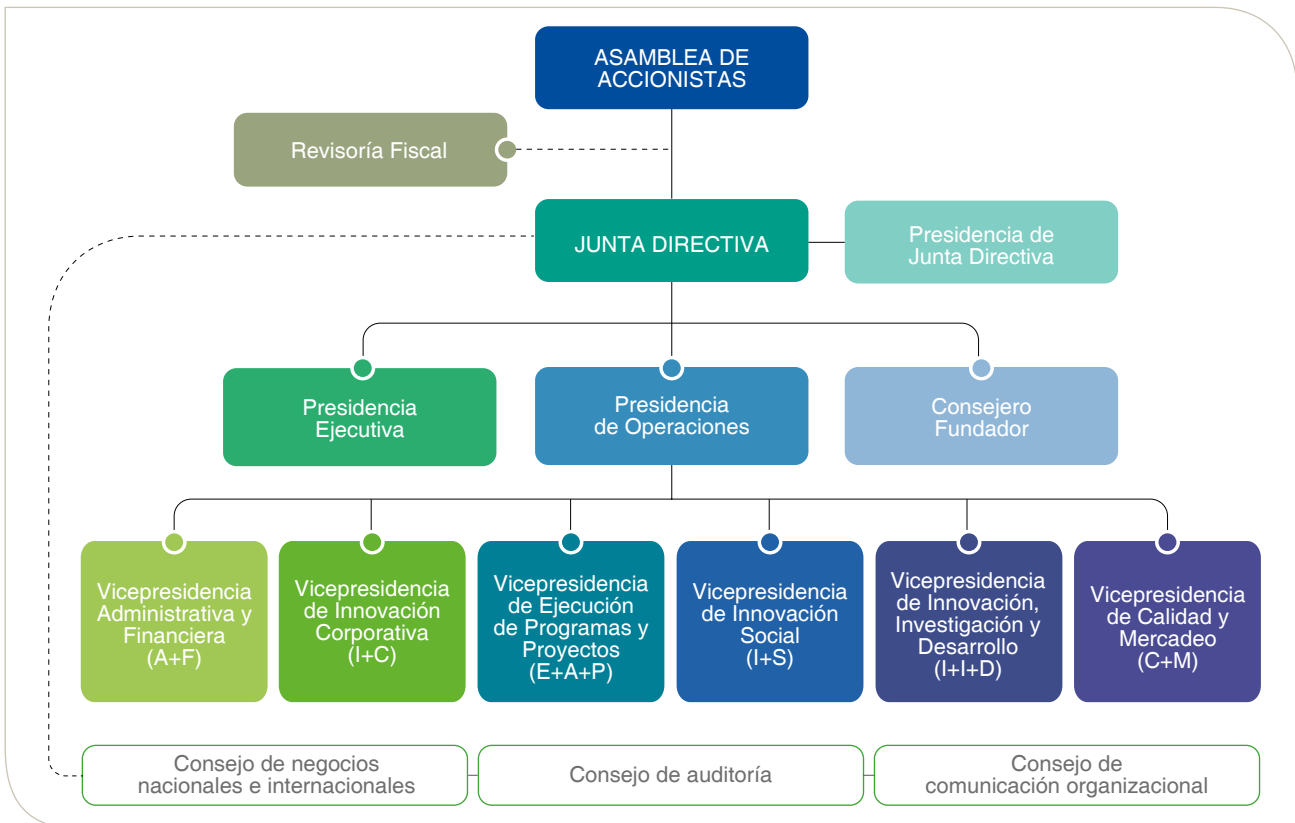 ASAMBLEA DE
ACCIONISTAS
Revisoría Fiscal
JUNTA DIRECTIVA
Presidencia de
Junta Directiva
Presidencia
Ejecutiva
Presidencia
de Operaciones
Consejero
Fundador
Vicepresidencia
Administrativa y
Financiera
(A+F)
Vicepresidencia
de Innovación
Corporativa
(I+C)
Vicepresidencia
de Ejecución
de Programas y
Proyectos
(E+A+P)
Vicepresidencia
de Innovación
Social
(I+S)
Vicepresidencia
de Innovación,
Investigación y
Desarrollo
(I+I+D)
Vicepresidencia
de Calidad y
Mercadeo
(C+M)
Consejo de negocios
nacionales e internacionales
Consejo de auditoría
Consejo de
comunicación organizacional